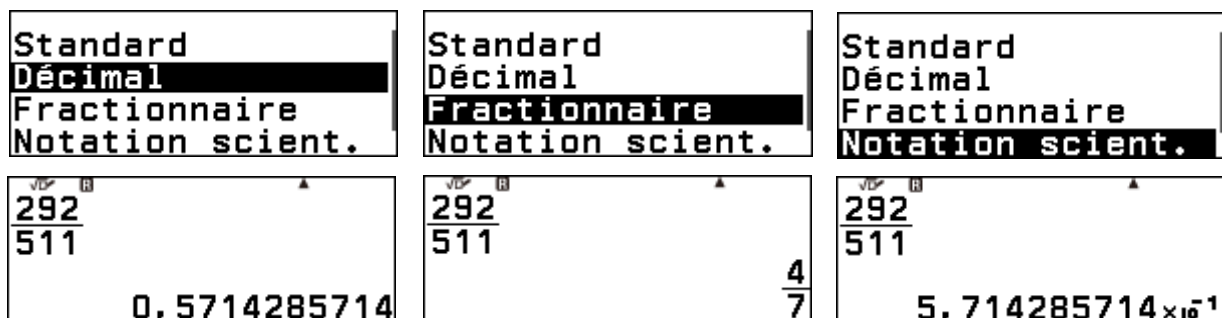 Standard
Décimal
Fractionnaire
Notation scient.
Standard
Décimal
Fractionnaire
Notation scient.
Standard
Décimal
Fractionnaire
Notation scient.
√D/ R ▲
292
511
0,5714285714
√D/ R ▲
292
511
4
7
√D/ R ▲
292
511
5,714285714×10⁻¹